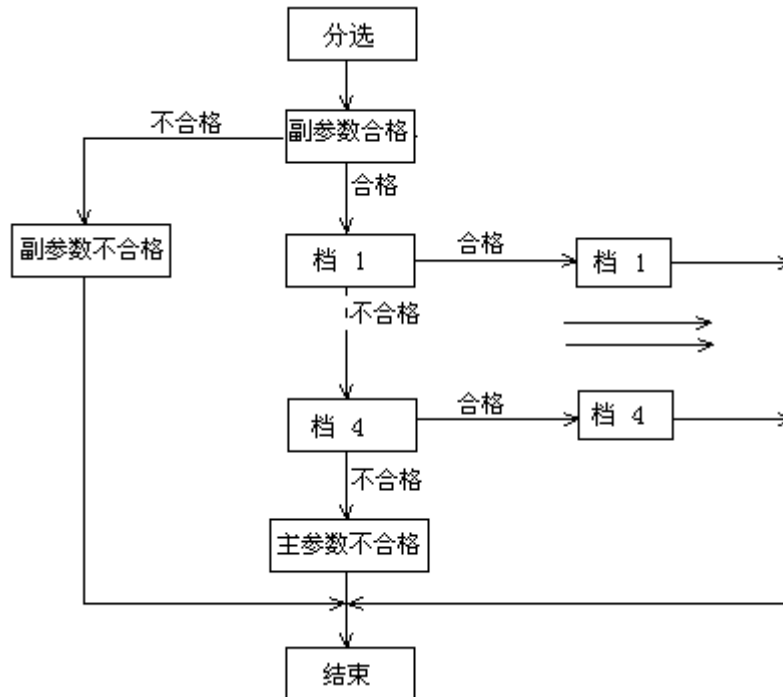 分选
不合格
副参数合格
合格
副参数不合格
档 1
合格
档 1
不合格
档 4
合格
档 4
不合格
主参数不合格
结束